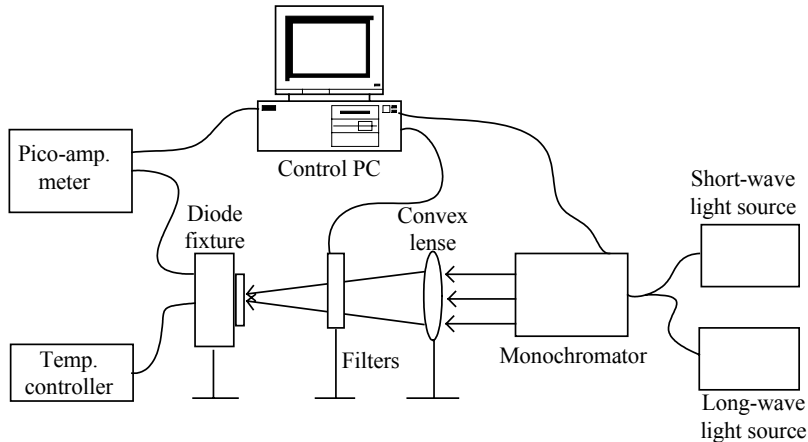 Pico-amp.
meter
Control PC
Diode
fixture
Convex
lense
Short-wave
light source
Temp.
controller
Filters
Monochromator
Long-wave
light source